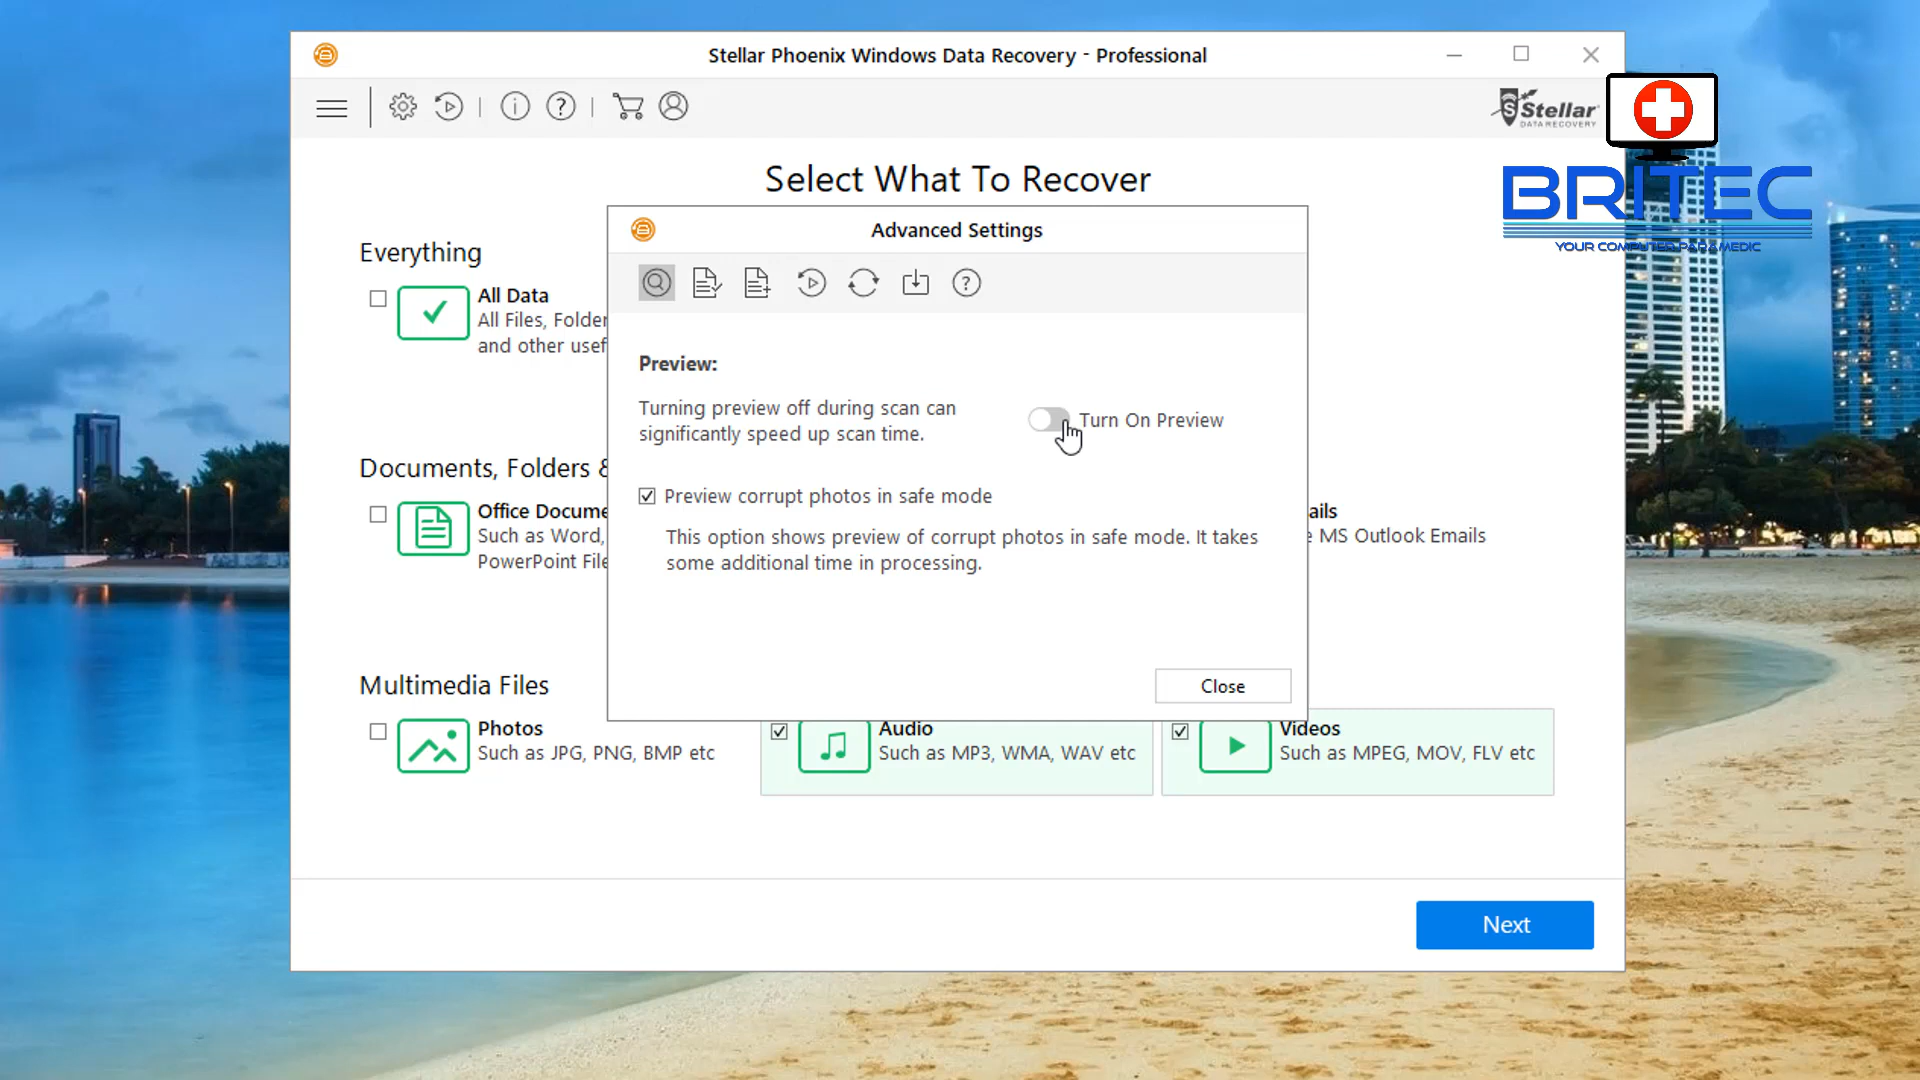 Stellar Phoenix Windows Data Recovery - Professional
Stellar
DATA RECOVERY
BRITEC
YOUR COMPUTER PARAMEDIC
Select What To Recover
Advanced Settings
Everything
All Data
All Files, Folder
and other usef
Preview:
Turning preview off during scan can
significantly speed up scan time.
Turn On Preview
Preview corrupt photos in safe mode
This option shows preview of corrupt photos in safe mode. It takes
some additional time in processing.
Close
Documents, Folders &
Office Docume
Such as Word,
PowerPoint File
ails
MS Outlook Emails
Multimedia Files
Photos
Such as JPG, PNG, BMP etc
Audio
Such as MP3, WMA, WAV etc
Videos
Such as MPEG, MOV, FLV etc
Next